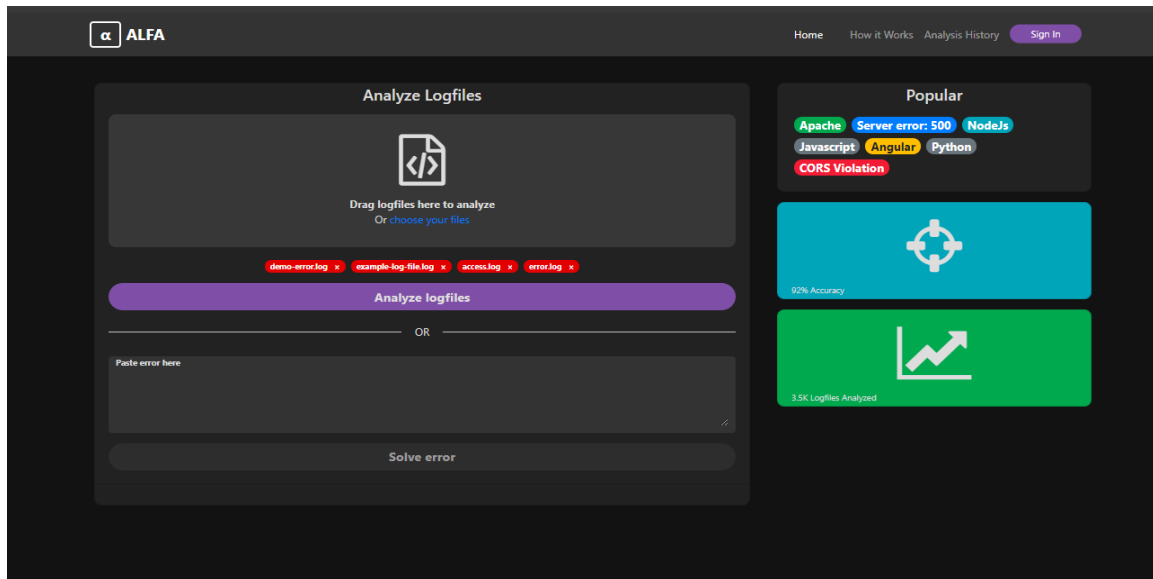 α ALFA
Home How it Works Analysis History Sign In
Analyze Logfiles
</>
Drag logfiles here to analyze
Or choose your files
demo-error.log × example-log-file.log × access.log × error.log ×
Analyze logfiles
OR
Paste error here
Solve error
Popular
Apache Server error: 500 NodeJs
Javascript Angular Python
CORS Violation
92% Accuracy
3.5K Logfiles Analyzed